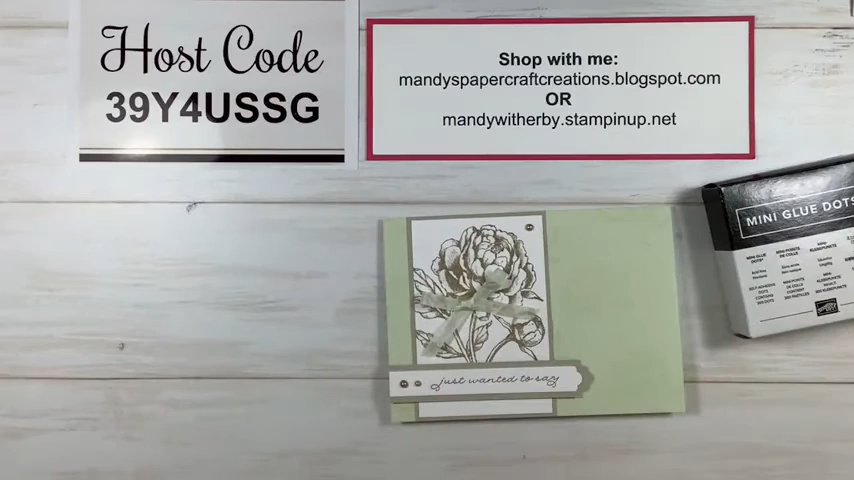 Host Code
39Y4USSG
Shop with me:
mandyspapercraftcreations.blogspot.com
OR
mandywitherby.stampinup.net
MINI GLUE DOTS
just wanted to say